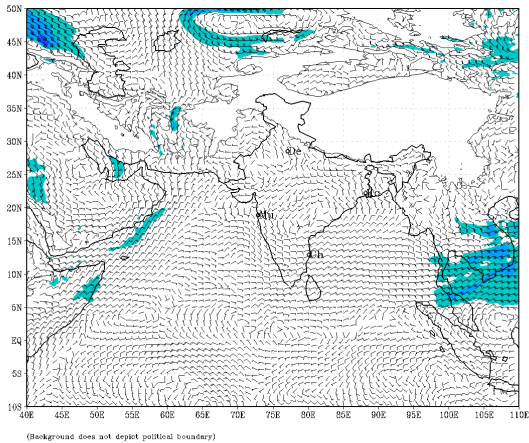 50N
45N
40N
35N
30N
25N
20N
15N
10N
5N
EQ
5S
10S
De
Mu
Ch
40E 45E 50E 55E 60E 65E 70E 75E 80E 85E 90E 95E 100E 105E 110E
(Background does not depict political boundary)